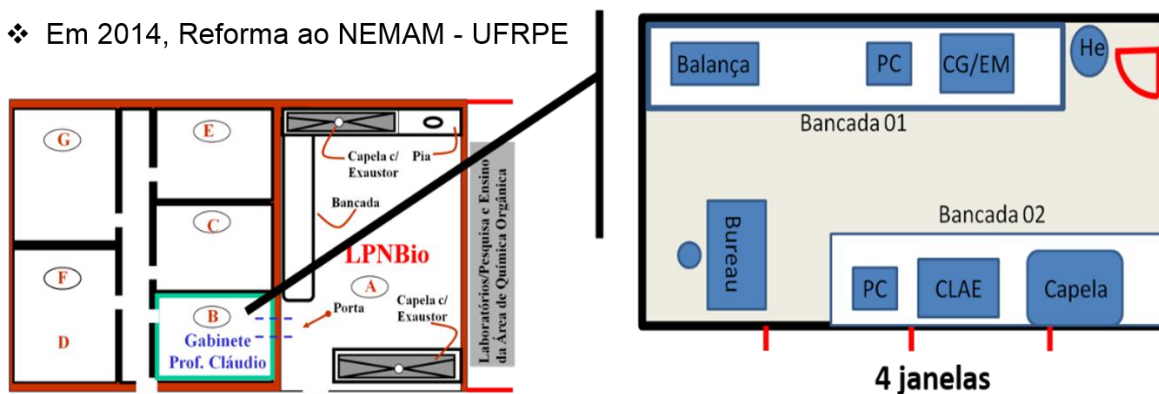 ❖ Em 2014, Reforma ao NEMAM - UFRPE
G
E
Capela c/
Exaustor
Pia
Bancada
C
LPNBio
F
A
D
B
Porta
Gabinete
Prof. Cláudio
Capela c/
Exaustor
Laboratórios/Pesquisa e Ensino
da Área de Química Orgânica
Balança
PC
CG/EM
He
Bancada 01
Bureau
Bancada 02
PC
CLAE
Capela
4 janelas